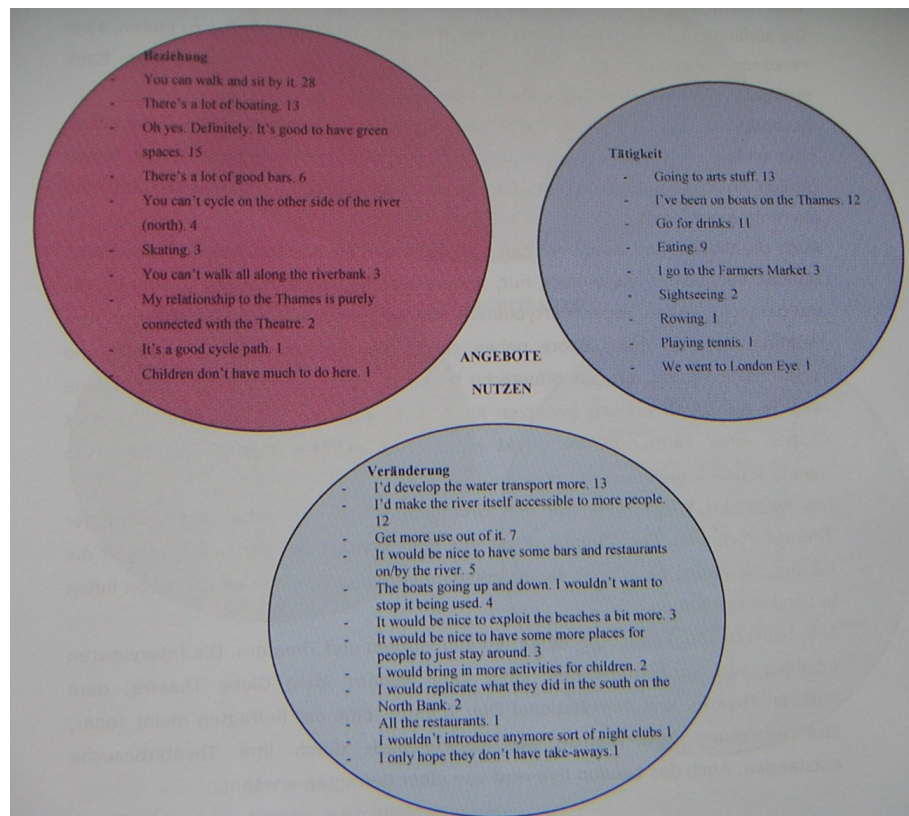 Beziehung
- You can walk and sit by it. 28
- There's a lot of boating. 13
- Oh yes. Definitely. It's good to have green
spaces. 15
- There's a lot of good bars. 6
- You can't cycle on the other side of the river
(north). 4
- Skating. 3
- You can't walk all along the riverbank. 3
- My relationship to the Thames is purely
connected with the Theatre. 2
- It's a good cycle path. 1
- Children don't have much to do here. 1
Tätigkeit
- Going to arts stuff. 13
- I've been on boats on the Thames. 12
- Go for drinks. 11
- Eating. 9
- I go to the Farmers Market. 3
- Sightseeing. 2
- Rowing. 1
- Playing tennis. 1
- We went to London Eye. 1
ANGEBOTE
NUTZEN
Veränderung
- I'd develop the water transport more. 13
- I'd make the river itself accessible to more people.
12
- Get more use out of it. 7
- It would be nice to have some bars and restaurants
on/by the river. 5
- The boats going up and down. I wouldn't want to
stop it being used. 4
- It would be nice to exploit the beaches a bit more. 3
- It would be nice to have some more places for
people to just stay around. 3
- I would bring in more activities for children. 2
- I would replicate what they did in the south on the
North Bank. 2
- All the restaurants. 1
- I wouldn't introduce anymore sort of night clubs 1
- I only hope they don't have take-aways.1